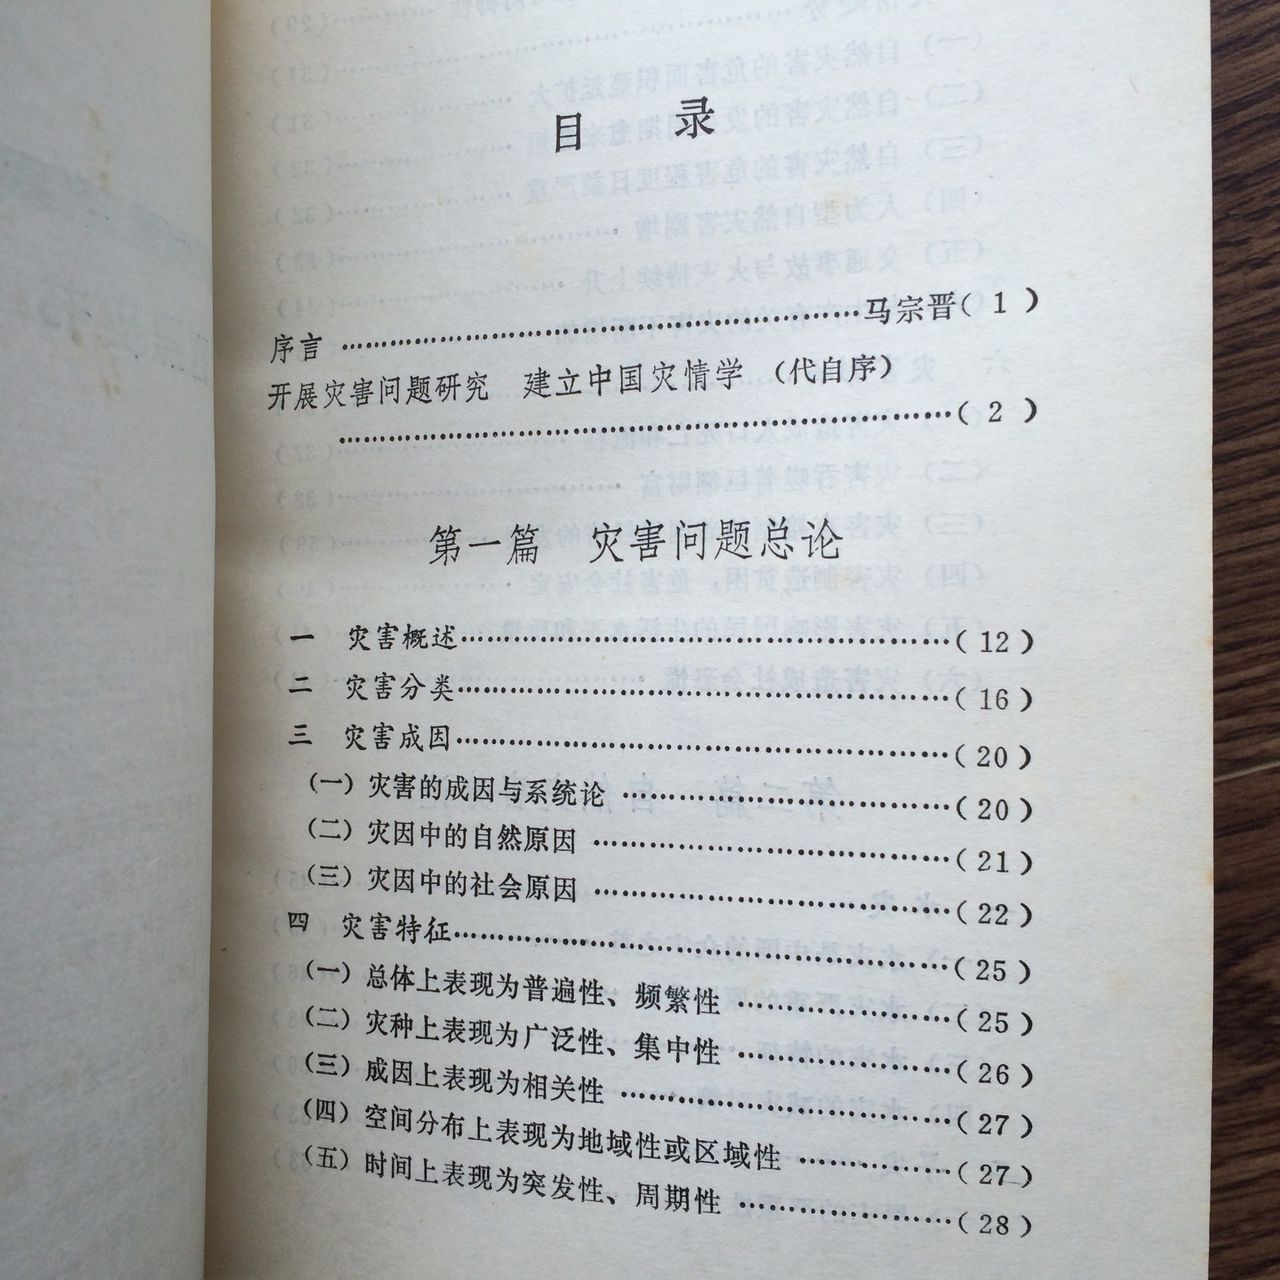 目 录
序言 …………………………………………………马宗晋( 1 )
开展灾害问题研究 建立中国灾情学 (代自序)
…………………………………………………………( 2 )
第一篇 灾害问题总论
一 灾害概述………………………………………………( 12 )
二 灾害分类………………………………………………( 16 )
三 灾害成因………………………………………………( 20 )
(一)灾害的成因与系统论 ………………………………( 20 )
(二)灾因中的自然原因 …………………………………( 21 )
(三)灾因中的社会原因 …………………………………( 22 )
四 灾害特征………………………………………………( 25 )
(一)总体上表现为普遍性、频繁性 ……………………( 25 )
(二)灾种上表现为广泛性、集中性 ……………………( 26 )
(三)成因上表现为相关性 ………………………………( 27 )
(四)空间分布上表现为地域性或区域性 ………………( 27 )
(五)时间上表现为突发性、周期性 ……………………( 28 )